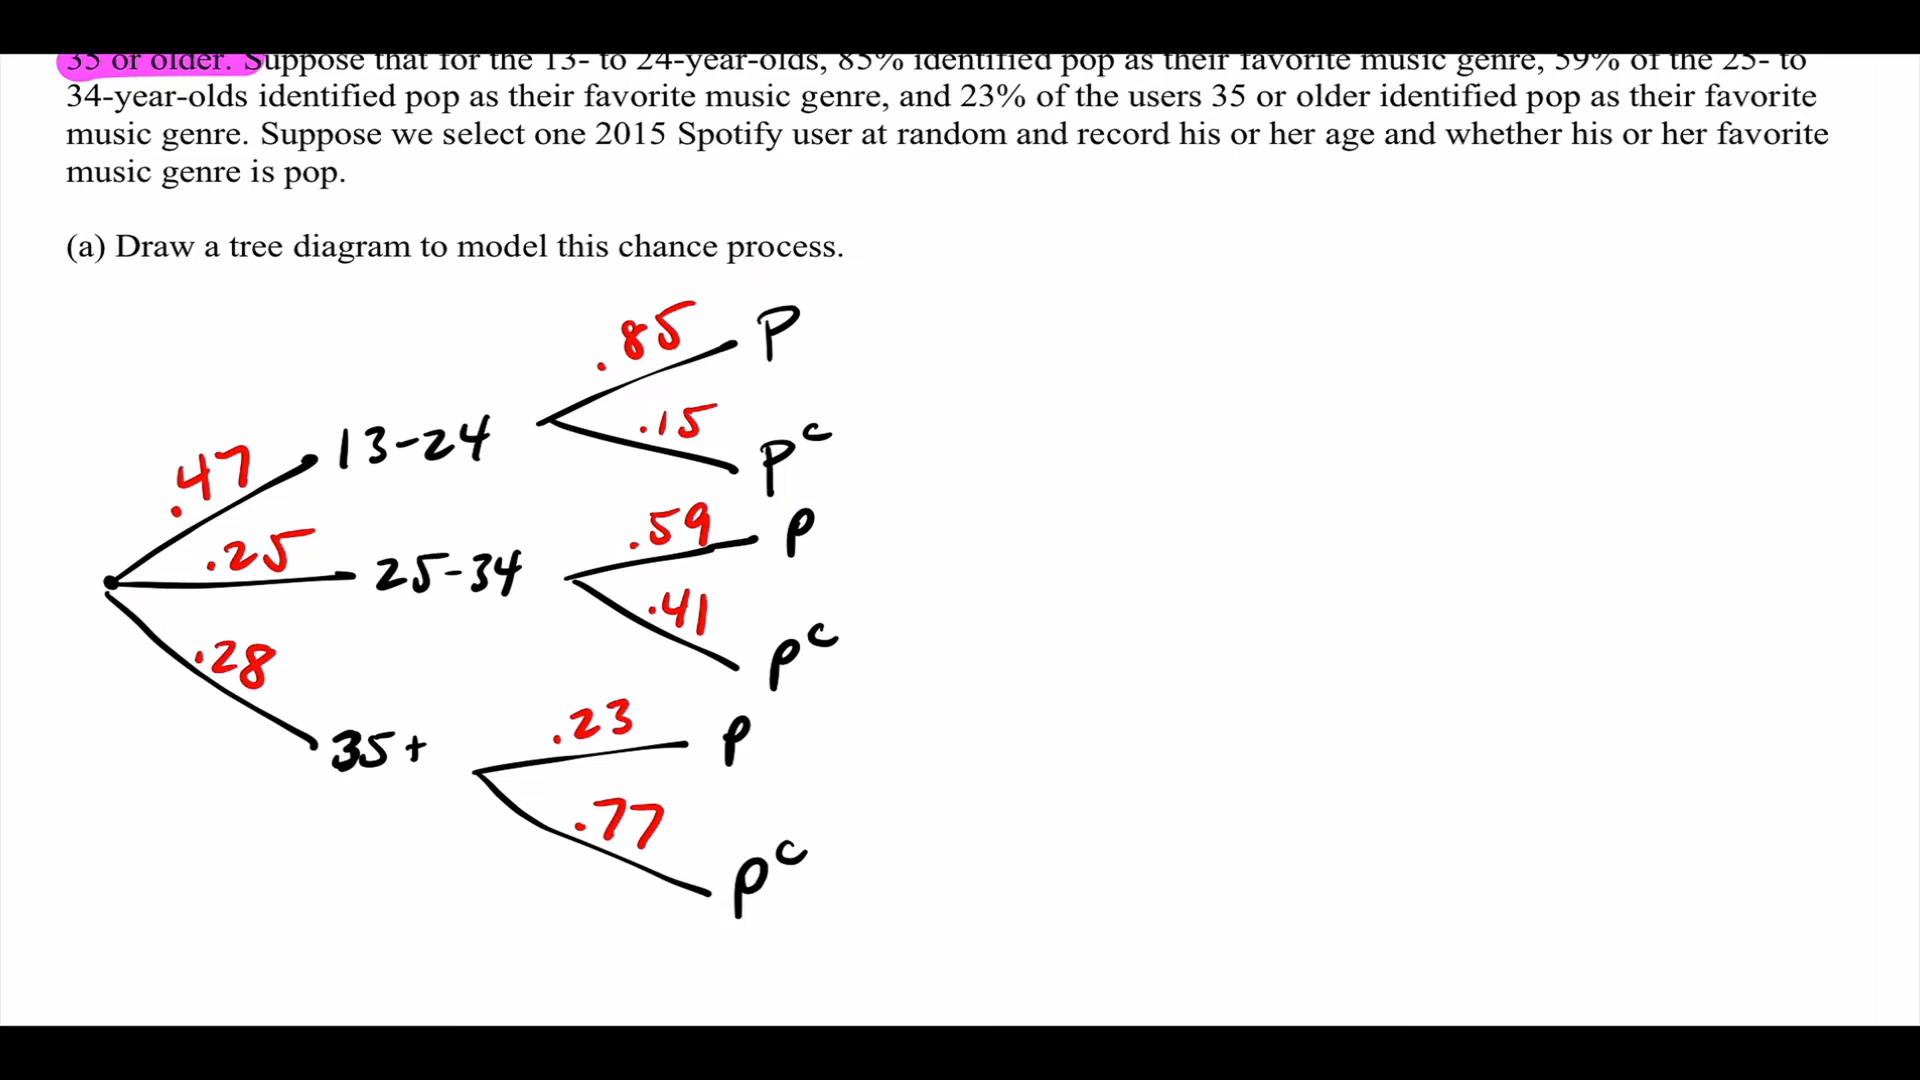 35 or older. Suppose that for the 13- to 24-year-olds, 85% identified pop as their favorite music genre, 59% of the 25- to
34-year-olds identified pop as their favorite music genre, and 23% of the users 35 or older identified pop as their favorite
music genre. Suppose we select one 2015 Spotify user at random and record his or her age and whether his or her favorite
music genre is pop.
(a) Draw a tree diagram to model this chance process.
.85 P
.47 13-24 .15 Pᶜ
.59 P
.25 25-34 .41 Pᶜ
.28 35+ .23 P
.77 Pᶜ